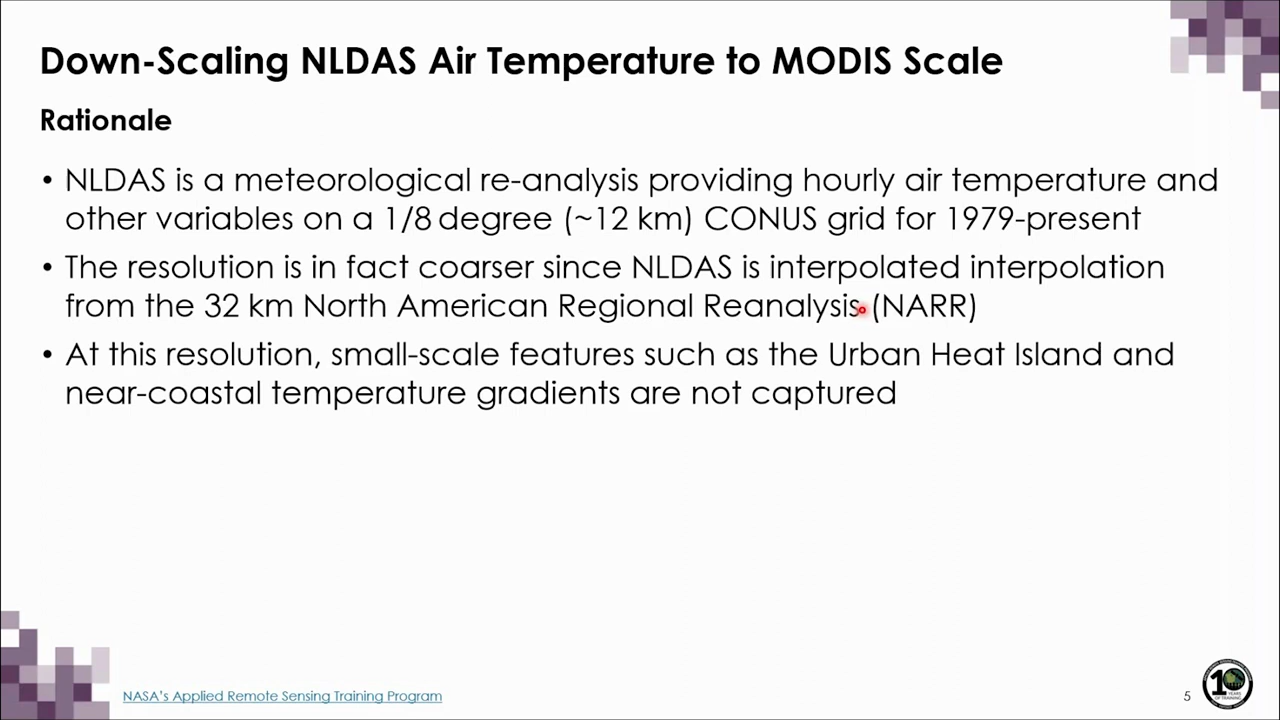 Down-Scaling NLDAS Air Temperature to MODIS Scale
Rationale
• NLDAS is a meteorological re-analysis providing hourly air temperature and
other variables on a 1/8 degree (~12 km) CONUS grid for 1979-present
• The resolution is in fact coarser since NLDAS is interpolated interpolation
from the 32 km North American Regional Reanalysis (NARR)
• At this resolution, small-scale features such as the Urban Heat Island and
near-coastal temperature gradients are not captured
NASA's Applied Remote Sensing Training Program
5
10
YEARS
OF TRAINING